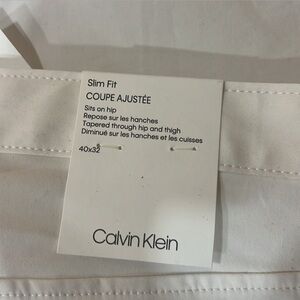 Slim Fit
COUPE AJUSTÉE
Sits on hip
Repose sur les hanches
Tapered through hip and thigh
Diminué sur les hanches et les cuisses
40x32
Calvin Klein